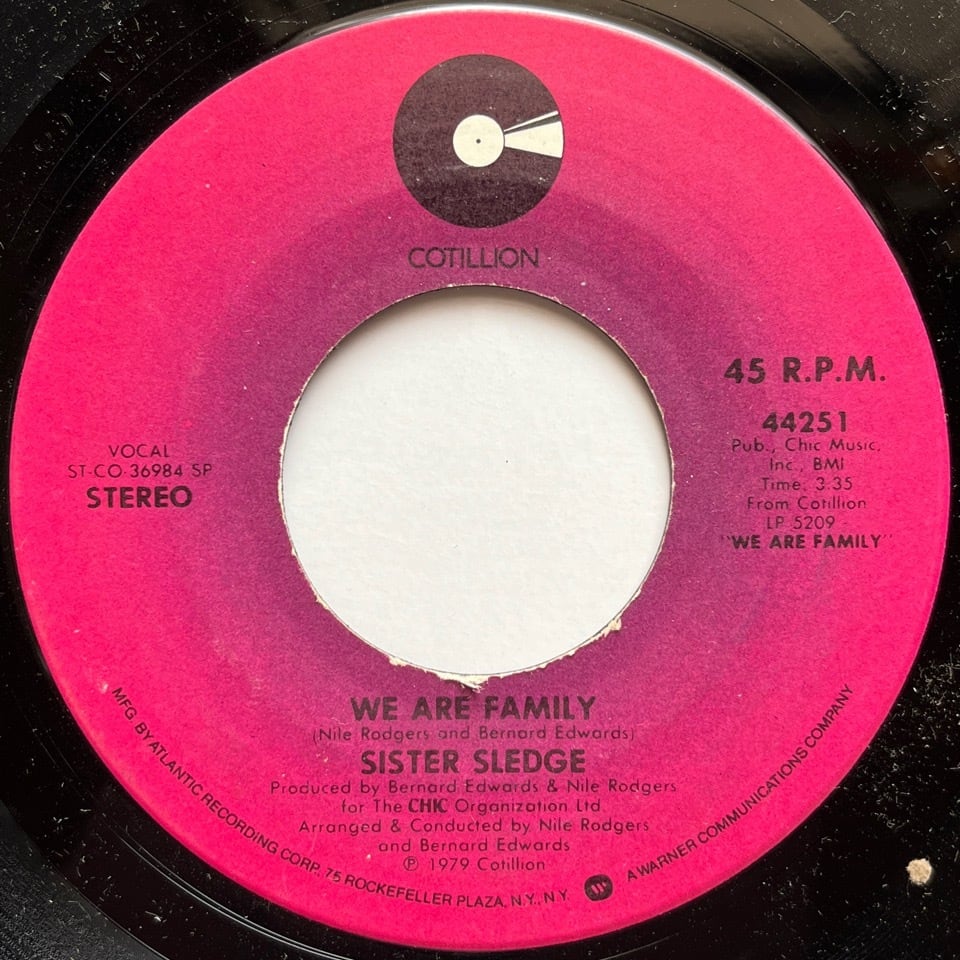 COTILLION
45 R.P.M.
44251
Pub., Chic Music,
Inc., BMI
Time: 3:35
From Cotillion
LP 5209 -
"WE ARE FAMILY"
VOCAL
ST-CO-36984 SP
STEREO
WE ARE FAMILY
(Nile Rodgers and Bernard Edwards)
SISTER SLEDGE
Produced by Bernard Edwards & Nile Rodgers
for The CHIC Organization Ltd.
Arranged & Conducted by Nile Rodgers
and Bernard Edwards
℗ 1979 Cotillion
MFG BY ATLANTIC RECORDING CORP. 75 ROCKEFELLER PLAZA, N.Y., N.Y. W A WARNER COMMUNICATIONS COMPANY